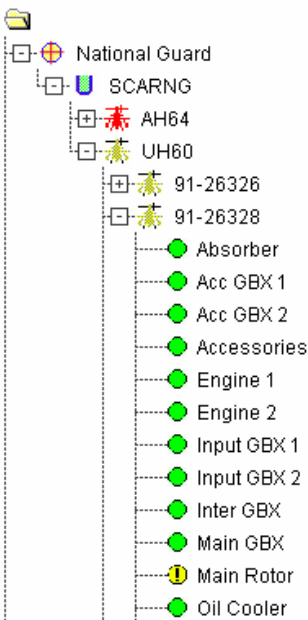 National Guard
SCARNG
AH64
UH60
91-26326
91-26328
Absorber
Acc GBX 1
Acc GBX 2
Accessories
Engine 1
Engine 2
Input GBX 1
Input GBX 2
Inter GBX
Main GBX
Main Rotor
Oil Cooler